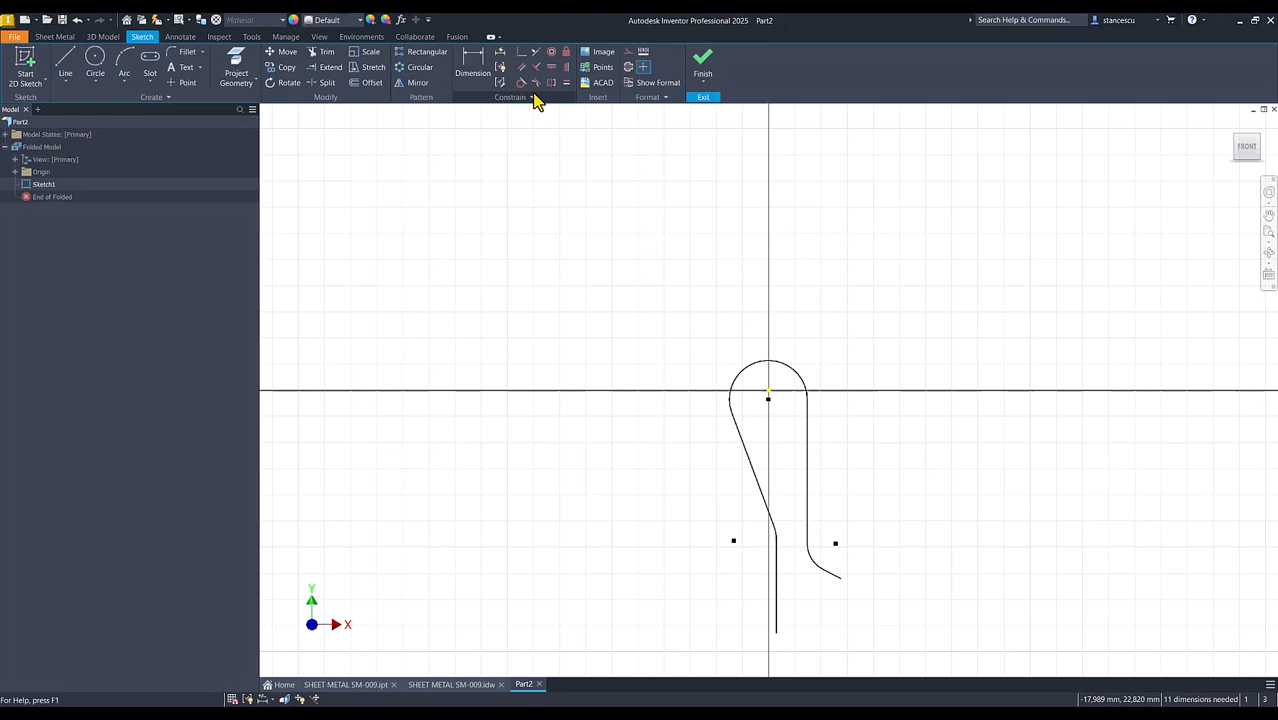 Material
Default
Autodesk Inventor Professional 2025 Part2
Search Help & Commands...
stancescu
File Sheet Metal 3D Model Sketch Annotate Inspect Tools Manage View Environments Collaborate Fusion
Start 2D Sketch
Line
Circle
Arc
Slot
Fillet
Text
Point
Project Geometry
Move Trim Scale
Copy Extend Stretch
Rotate Split Offset
Rectangular
Circular
Mirror
Dimension
Image
Points
ACAD
Show Format
Finish
Sketch Create Modify Pattern Constrain Insert Format Exit
Model
Part2
Model States: [Primary]
Folded Model
View: [Primary]
Origin
Sketch1
End of Folded
FRONT
Y
X
Home SHEET METAL SM-009.ipt SHEET METAL SM-009.idw Part2
For Help, press F1
-17,989 mm, 22,820 mm 11 dimensions needed 1 3